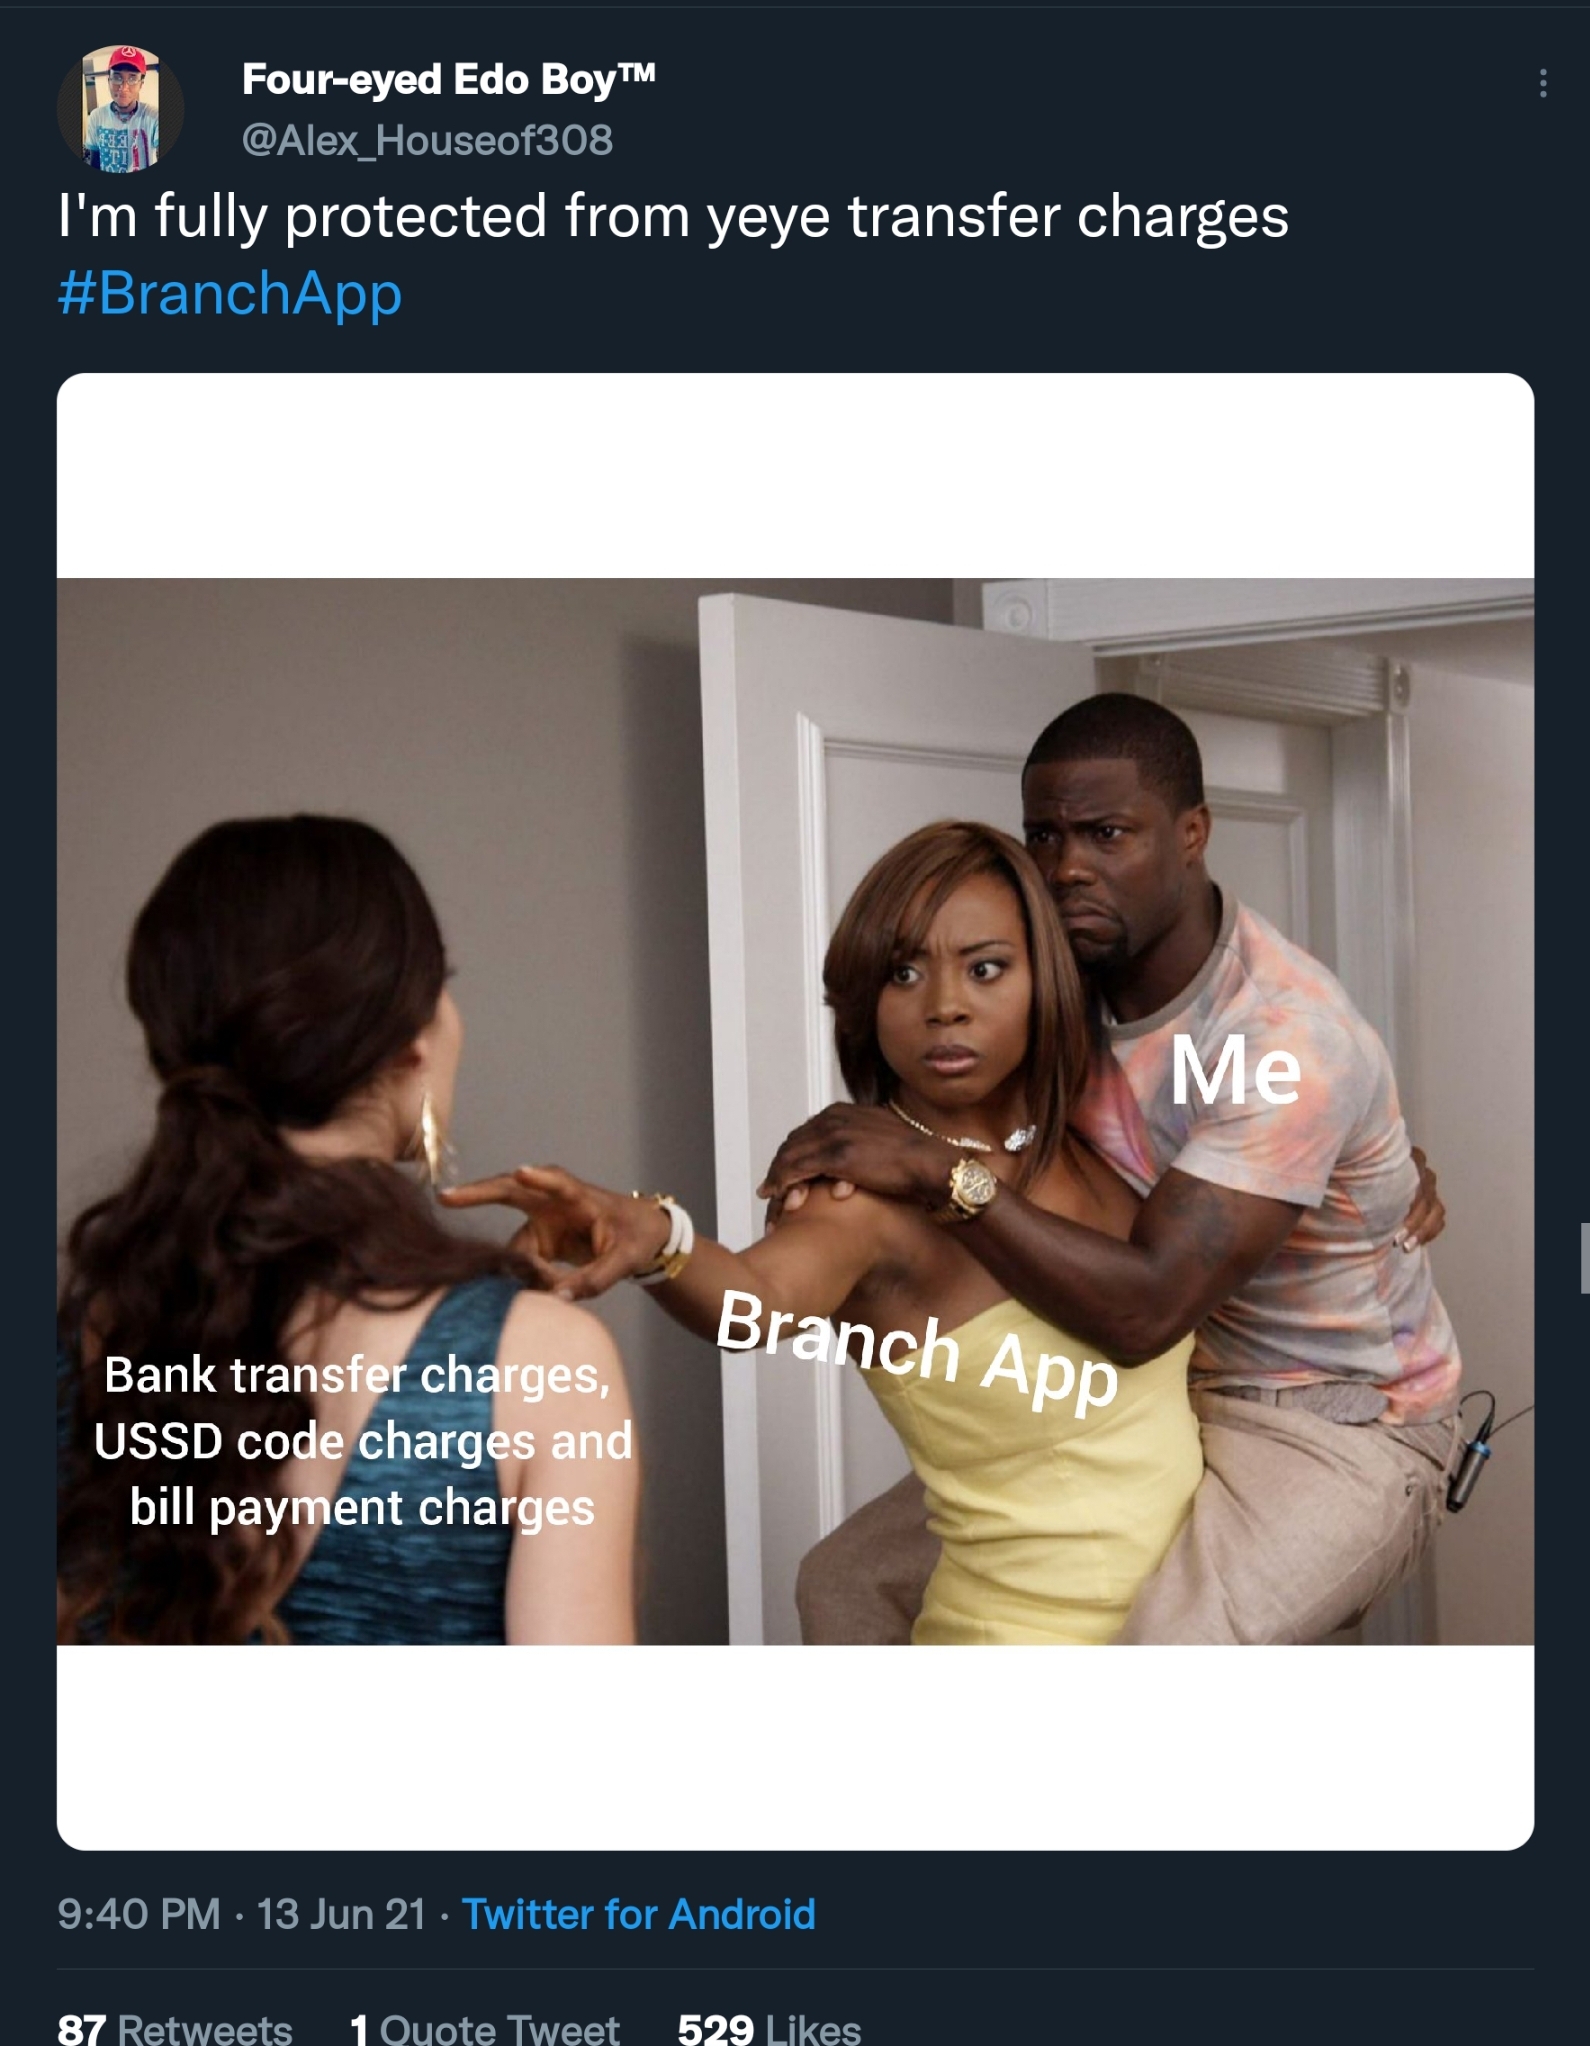 Four-eyed Edo Boy™
@Alex_Houseof308
I'm fully protected from yeye transfer charges
#BranchApp
Me
Branch App
Bank transfer charges,
USSD code charges and
bill payment charges
9:40 PM · 13 Jun 21 · Twitter for Android
87 Retweets 1 Quote Tweet 529 Likes